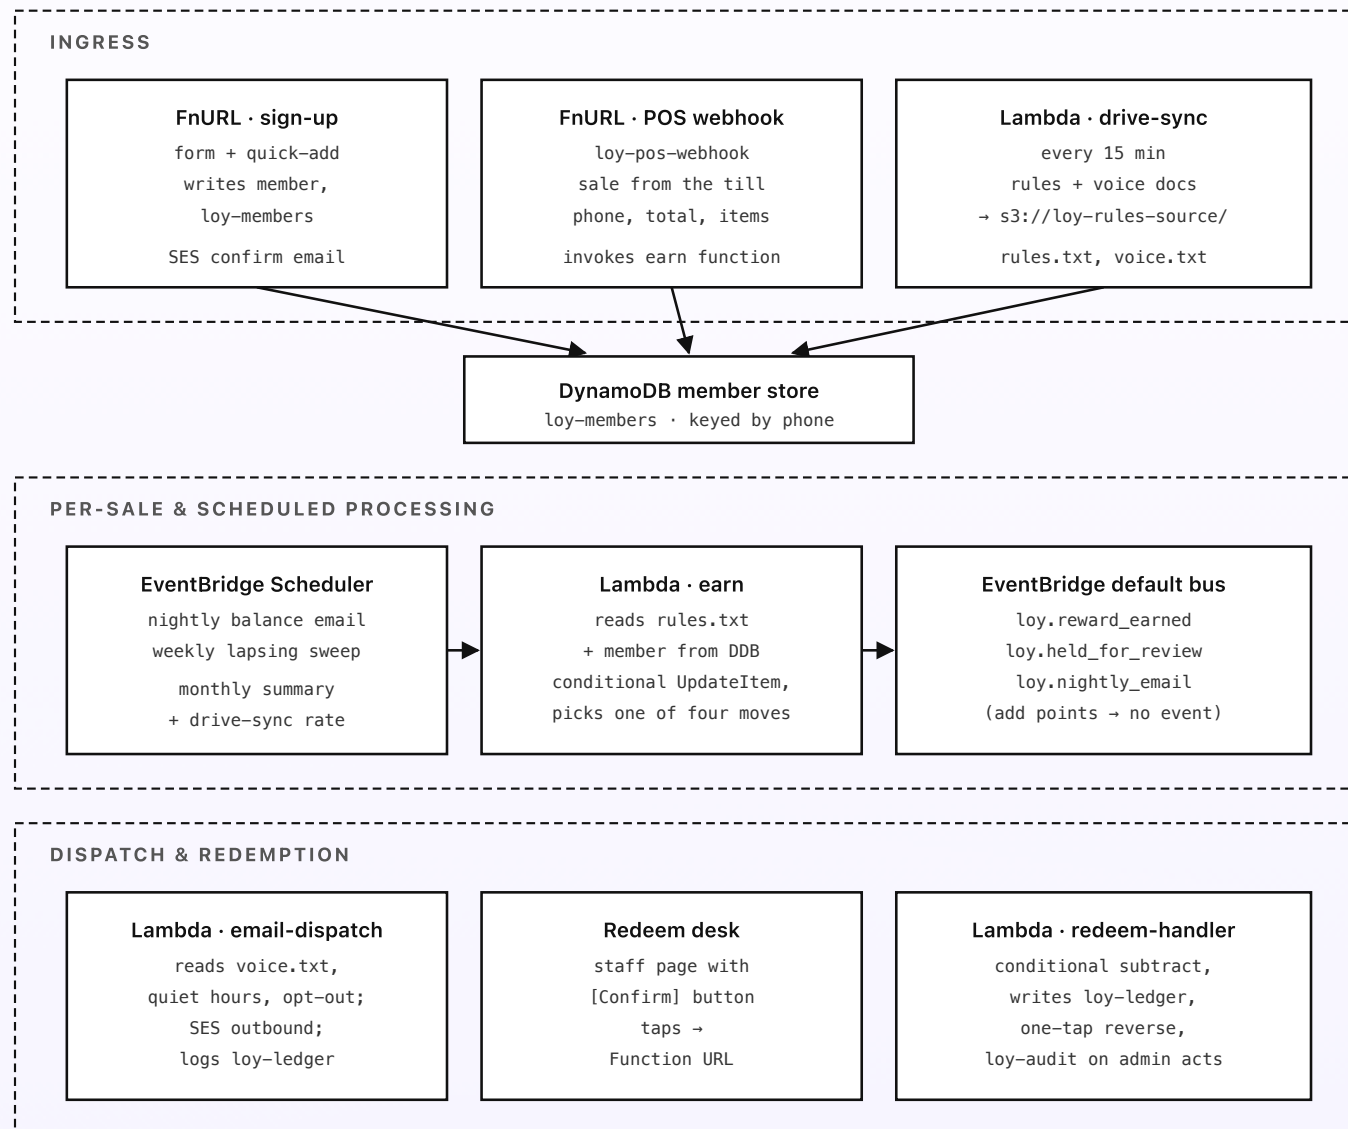 INGRESS
FnURL · sign-up
form + quick-add
writes member,
loy-members
SES confirm email
FnURL · POS webhook
loy-pos-webhook
sale from the till
phone, total, items
invokes earn function
Lambda · drive-sync
every 15 min
rules + voice docs
→ s3://loy-rules-source/
rules.txt, voice.txt
DynamoDB member store
loy-members · keyed by phone
PER-SALE & SCHEDULED PROCESSING
EventBridge Scheduler
nightly balance email
weekly lapsing sweep
monthly summary
+ drive-sync rate
Lambda · earn
reads rules.txt
+ member from DDB
conditional UpdateItem,
picks one of four moves
EventBridge default bus
loy.reward_earned
loy.held_for_review
loy.nightly_email
(add points → no event)
DISPATCH & REDEMPTION
Lambda · email-dispatch
reads voice.txt,
quiet hours, opt-out;
SES outbound;
logs loy-ledger
Redeem desk
staff page with
[Confirm] button
taps →
Function URL
Lambda · redeem-handler
conditional subtract,
writes loy-ledger,
one-tap reverse,
loy-audit on admin acts